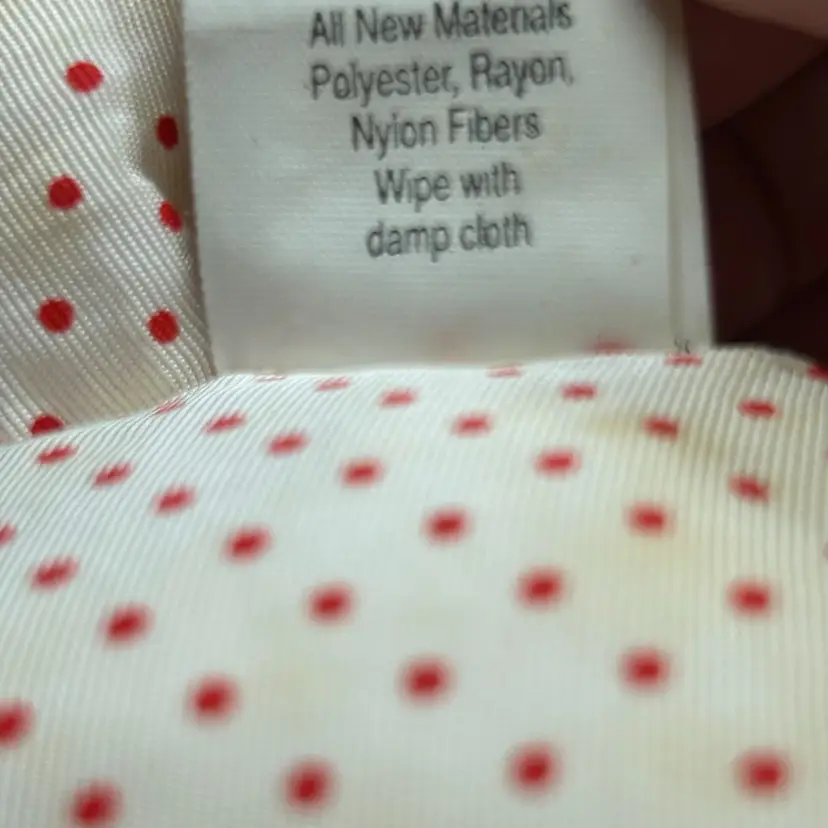 All New Materials
Polyester, Rayon,
Nylon Fibers
Wipe with
damp cloth